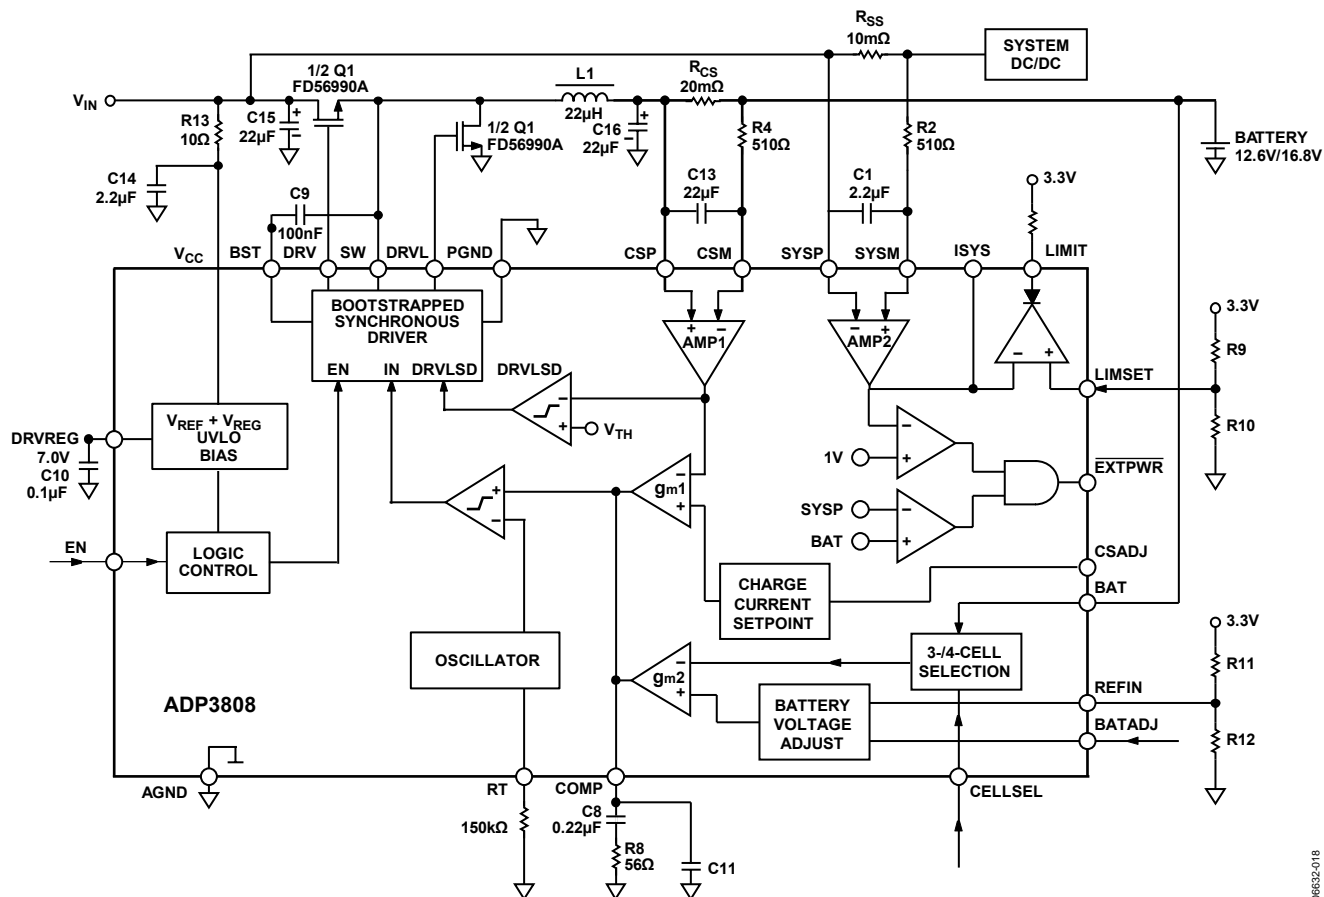 RSS
10mΩ
SYSTEM
DC/DC
1/2 Q1
FD56990A
L1
22µH
RCS
20mΩ
VIN
R13
10Ω
C15
22µF
+
–
1/2 Q1
FD56990A
C16
22µF
+
–
R4
510Ω
R2
510Ω
BATTERY
12.6V/16.8V
C14
2.2µF
C9
100nF
C13
22µF
C1
2.2µF
3.3V
VCC
BST
DRV
SW
DRVL
PGND
CSP
CSM
SYSP
SYSM
ISYS
LIMIT
BOOTSTRAPPED
SYNCHRONOUS
DRIVER
EN
IN
DRVLSD
+
–
AMP1
–
+
AMP2
–
+
3.3V
R9
LIMSET
R10
DRVLSD
–
+
VTH
VREF + VREG
UVLO
BIAS
DRVREG
7.0V
C10
0.1µF
–
+
1V
EXTPWR
SYSP
BAT
–
+
+
–
gm1
–
+
EN
LOGIC
CONTROL
CHARGE
CURRENT
SETPOINT
CSADJ
BAT
3.3V
OSCILLATOR
gm2
–
+
3-/4-CELL
SELECTION
R11
BATTERY
VOLTAGE
ADJUST
REFIN
BATADJ
R12
ADP3808
AGND
RT
COMP
CELLSEL
150kΩ
C8
0.22µF
R8
56Ω
C11
06632-018